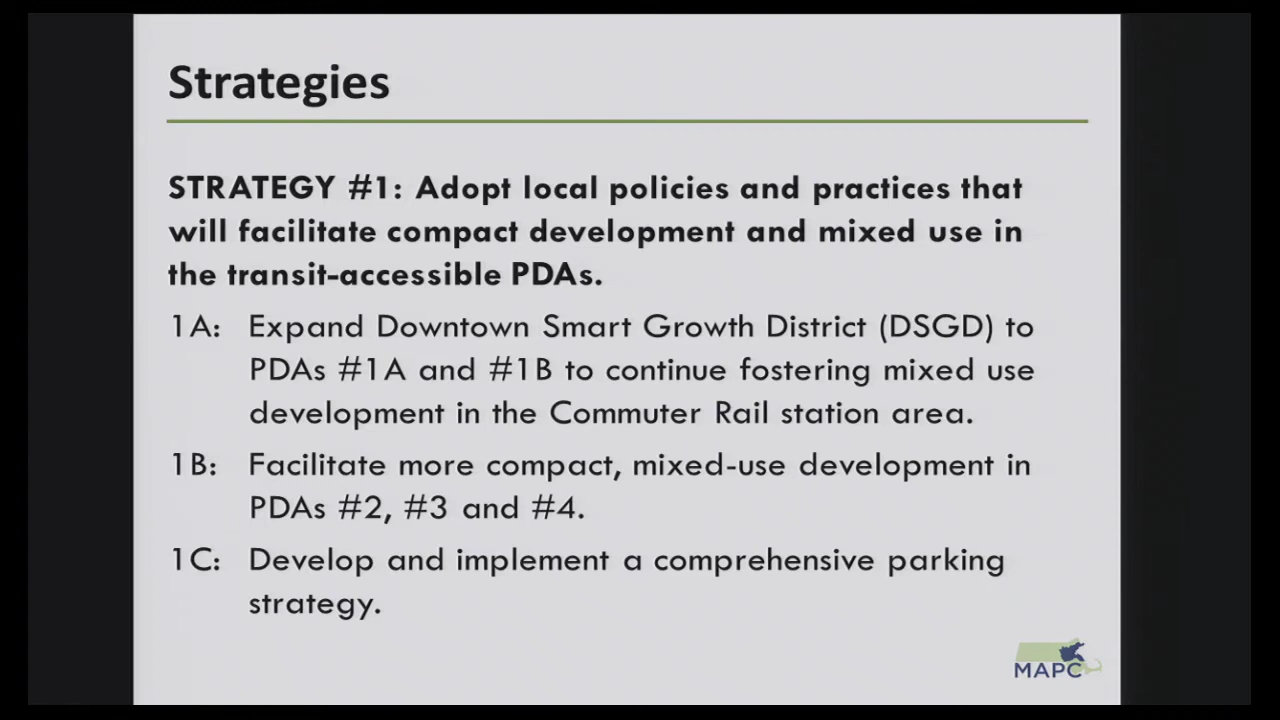 Strategies
STRATEGY #1: Adopt local policies and practices that
will facilitate compact development and mixed use in
the transit-accessible PDAs.
1A: Expand Downtown Smart Growth District (DSGD) to
PDAs #1A and #1B to continue fostering mixed use
development in the Commuter Rail station area.
1B: Facilitate more compact, mixed-use development in
PDAs #2, #3 and #4.
1C: Develop and implement a comprehensive parking
strategy.
MAPC